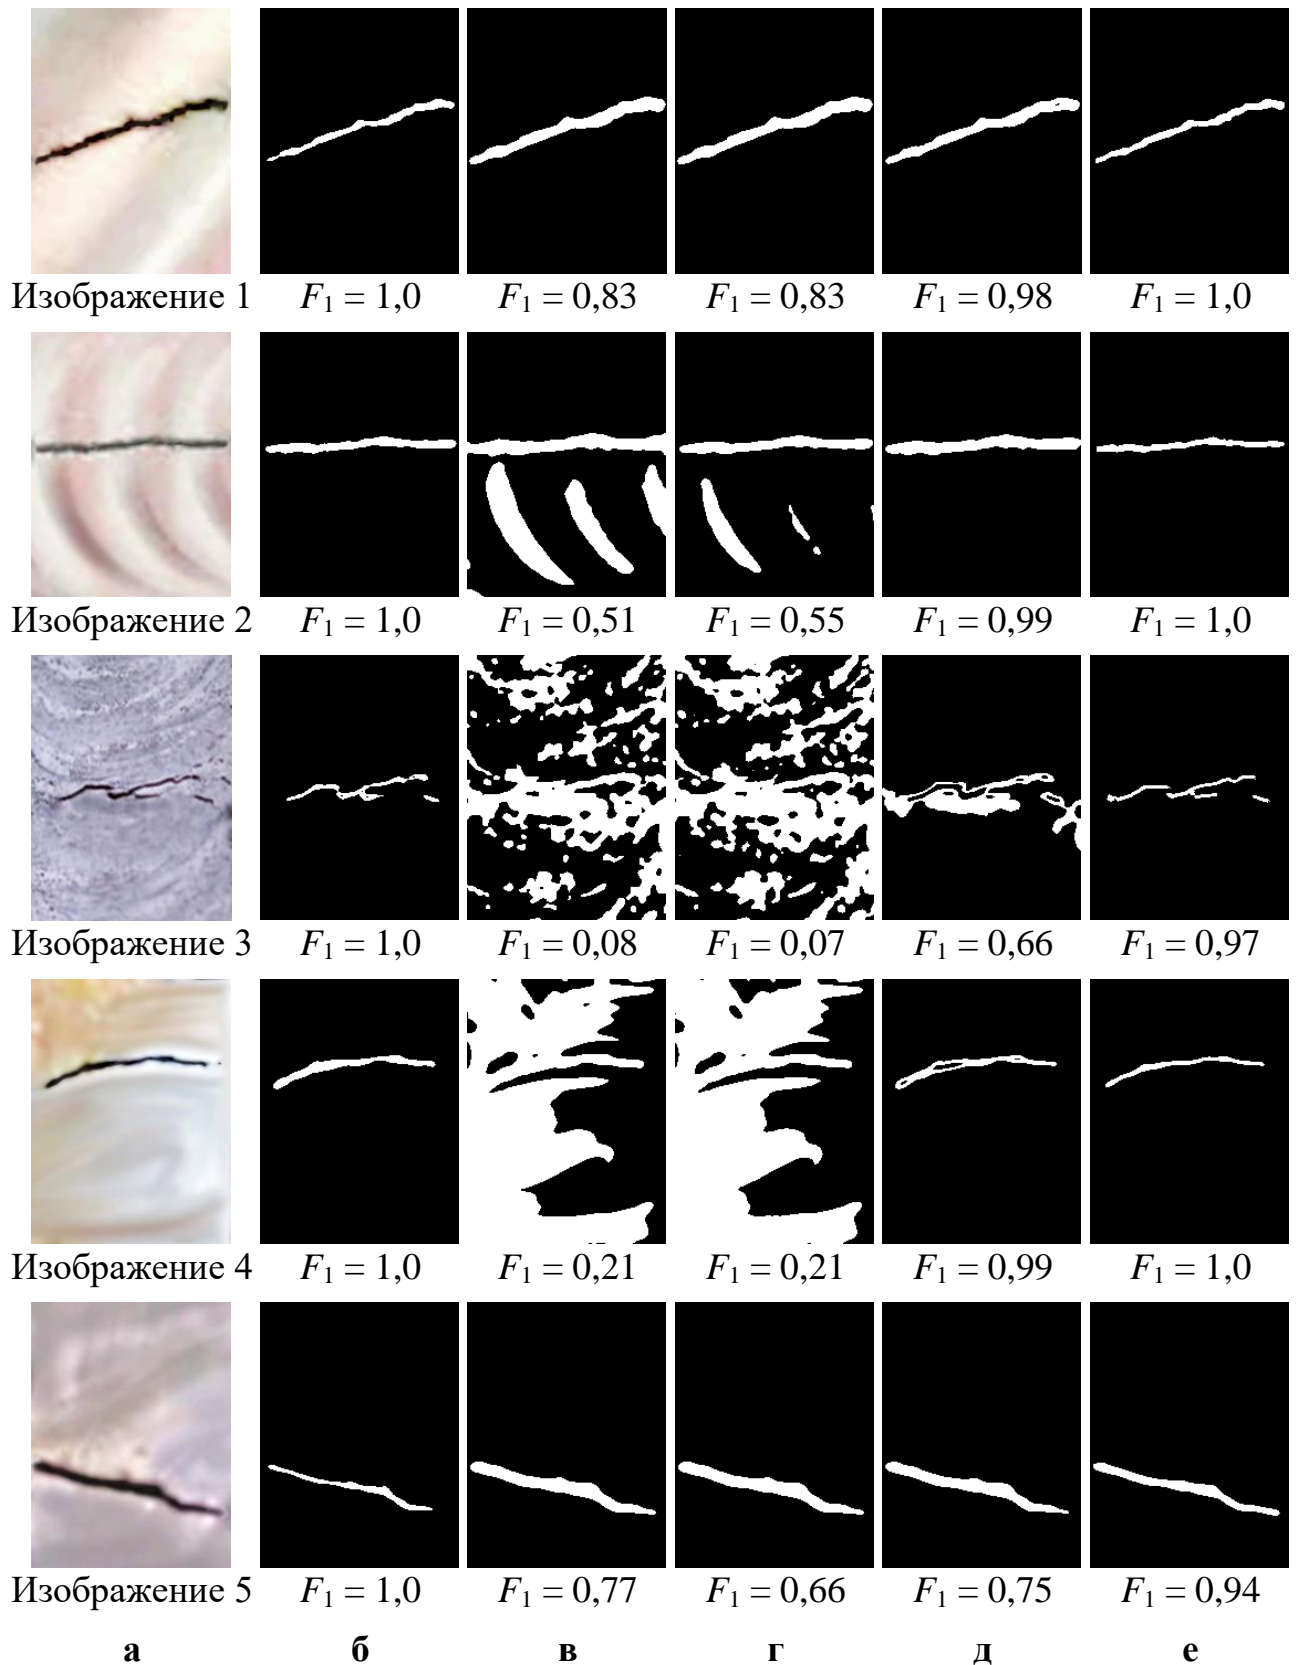 Изображение 1 F1 = 1,0 F1 = 0,83 F1 = 0,83 F1 = 0,98 F1 = 1,0
Изображение 2 F1 = 1,0 F1 = 0,51 F1 = 0,55 F1 = 0,99 F1 = 1,0
Изображение 3 F1 = 1,0 F1 = 0,08 F1 = 0,07 F1 = 0,66 F1 = 0,97
Изображение 4 F1 = 1,0 F1 = 0,21 F1 = 0,21 F1 = 0,99 F1 = 1,0
Изображение 5 F1 = 1,0 F1 = 0,77 F1 = 0,66 F1 = 0,75 F1 = 0,94
а б в г д е